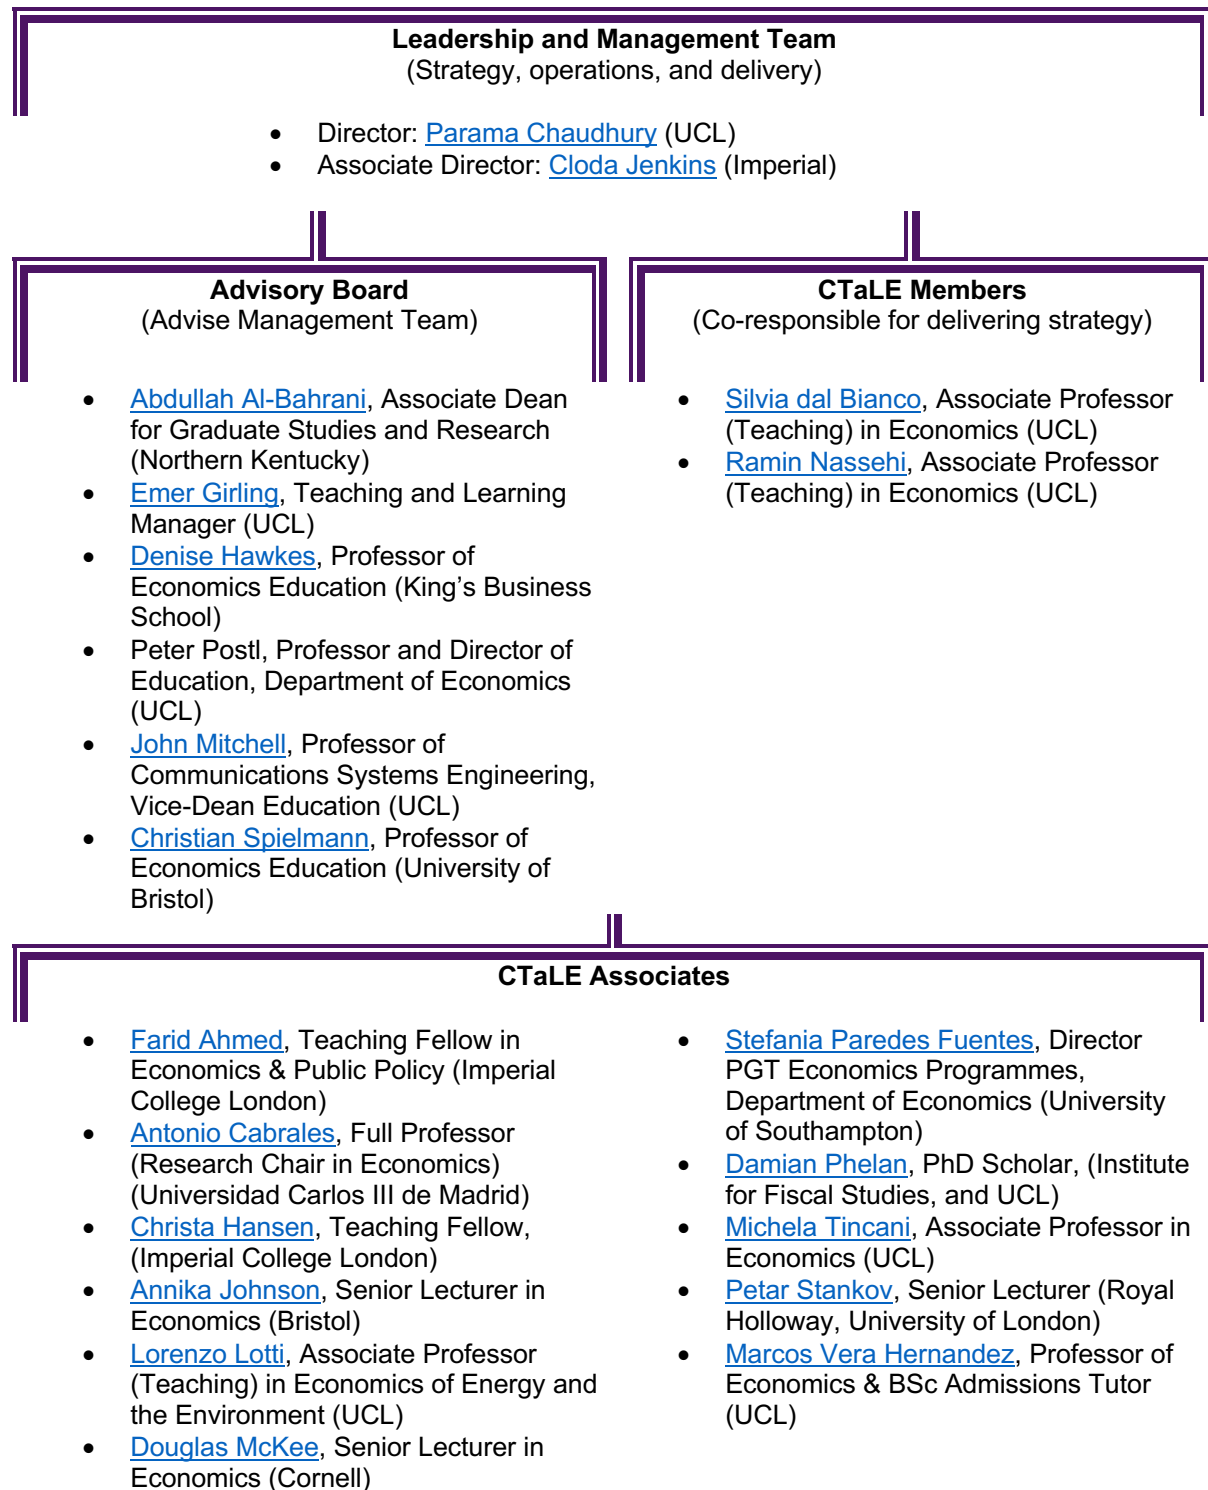 Leadership and Management Team
(Strategy, operations, and delivery)
• Director: Parama Chaudhury (UCL)
• Associate Director: Cloda Jenkins (Imperial)
Advisory Board
(Advise Management Team)
• Abdullah Al-Bahrani, Associate Dean
for Graduate Studies and Research
(Northern Kentucky)
• Emer Girling, Teaching and Learning
Manager (UCL)
• Denise Hawkes, Professor of
Economics Education (King’s Business
School)
• Peter Postl, Professor and Director of
Education, Department of Economics
(UCL)
• John Mitchell, Professor of
Communications Systems Engineering,
Vice-Dean Education (UCL)
• Christian Spielmann, Professor of
Economics Education (University of
Bristol)
CTaLE Members
(Co-responsible for delivering strategy)
• Silvia dal Bianco, Associate Professor
(Teaching) in Economics (UCL)
• Ramin Nassehi, Associate Professor
(Teaching) in Economics (UCL)
CTaLE Associates
• Farid Ahmed, Teaching Fellow in
Economics & Public Policy (Imperial
College London)
• Antonio Cabrales, Full Professor
(Research Chair in Economics)
(Universidad Carlos III de Madrid)
• Christa Hansen, Teaching Fellow,
(Imperial College London)
• Annika Johnson, Senior Lecturer in
Economics (Bristol)
• Lorenzo Lotti, Associate Professor
(Teaching) in Economics of Energy and
the Environment (UCL)
• Douglas McKee, Senior Lecturer in
Economics (Cornell)
• Stefania Paredes Fuentes, Director
PGT Economics Programmes,
Department of Economics (University
of Southampton)
• Damian Phelan, PhD Scholar, (Institute
for Fiscal Studies, and UCL)
• Michela Tincani, Associate Professor in
Economics (UCL)
• Petar Stankov, Senior Lecturer (Royal
Holloway, University of London)
• Marcos Vera Hernandez, Professor of
Economics & BSc Admissions Tutor
(UCL)